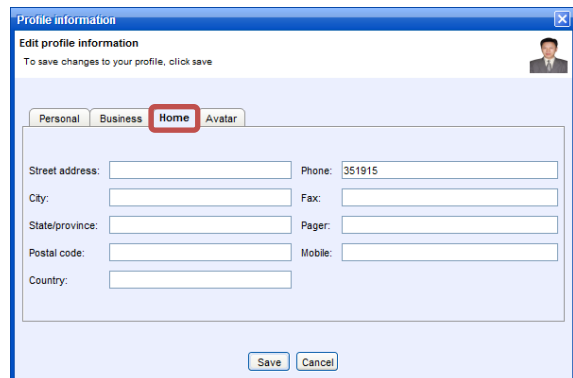 Profile information
Edit profile information
To save changes to your profile, click save
Personal Business Home Avatar
Street address: Phone: 351915
City: Fax:
State/province: Pager:
Postal code: Mobile:
Country:
Save Cancel